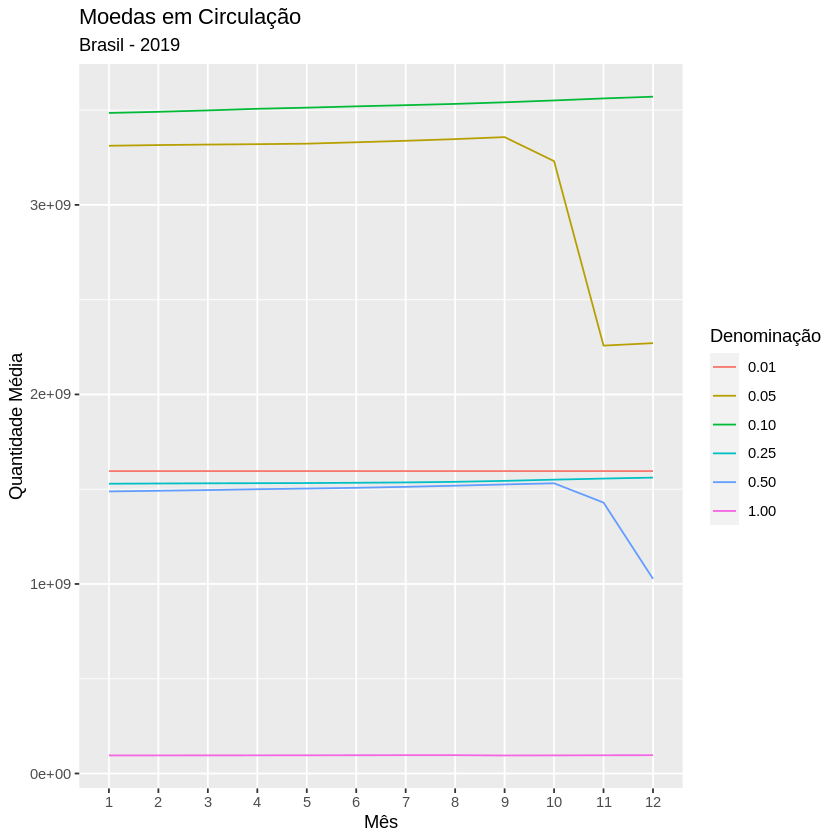 Moedas em Circulação
Brasil - 2019
Quantidade Média
3e+09
2e+09
1e+09
0e+00
1 2 3 4 5 6 7 8 9 10 11 12
Mês
Denominação
0.01
0.05
0.10
0.25
0.50
1.00